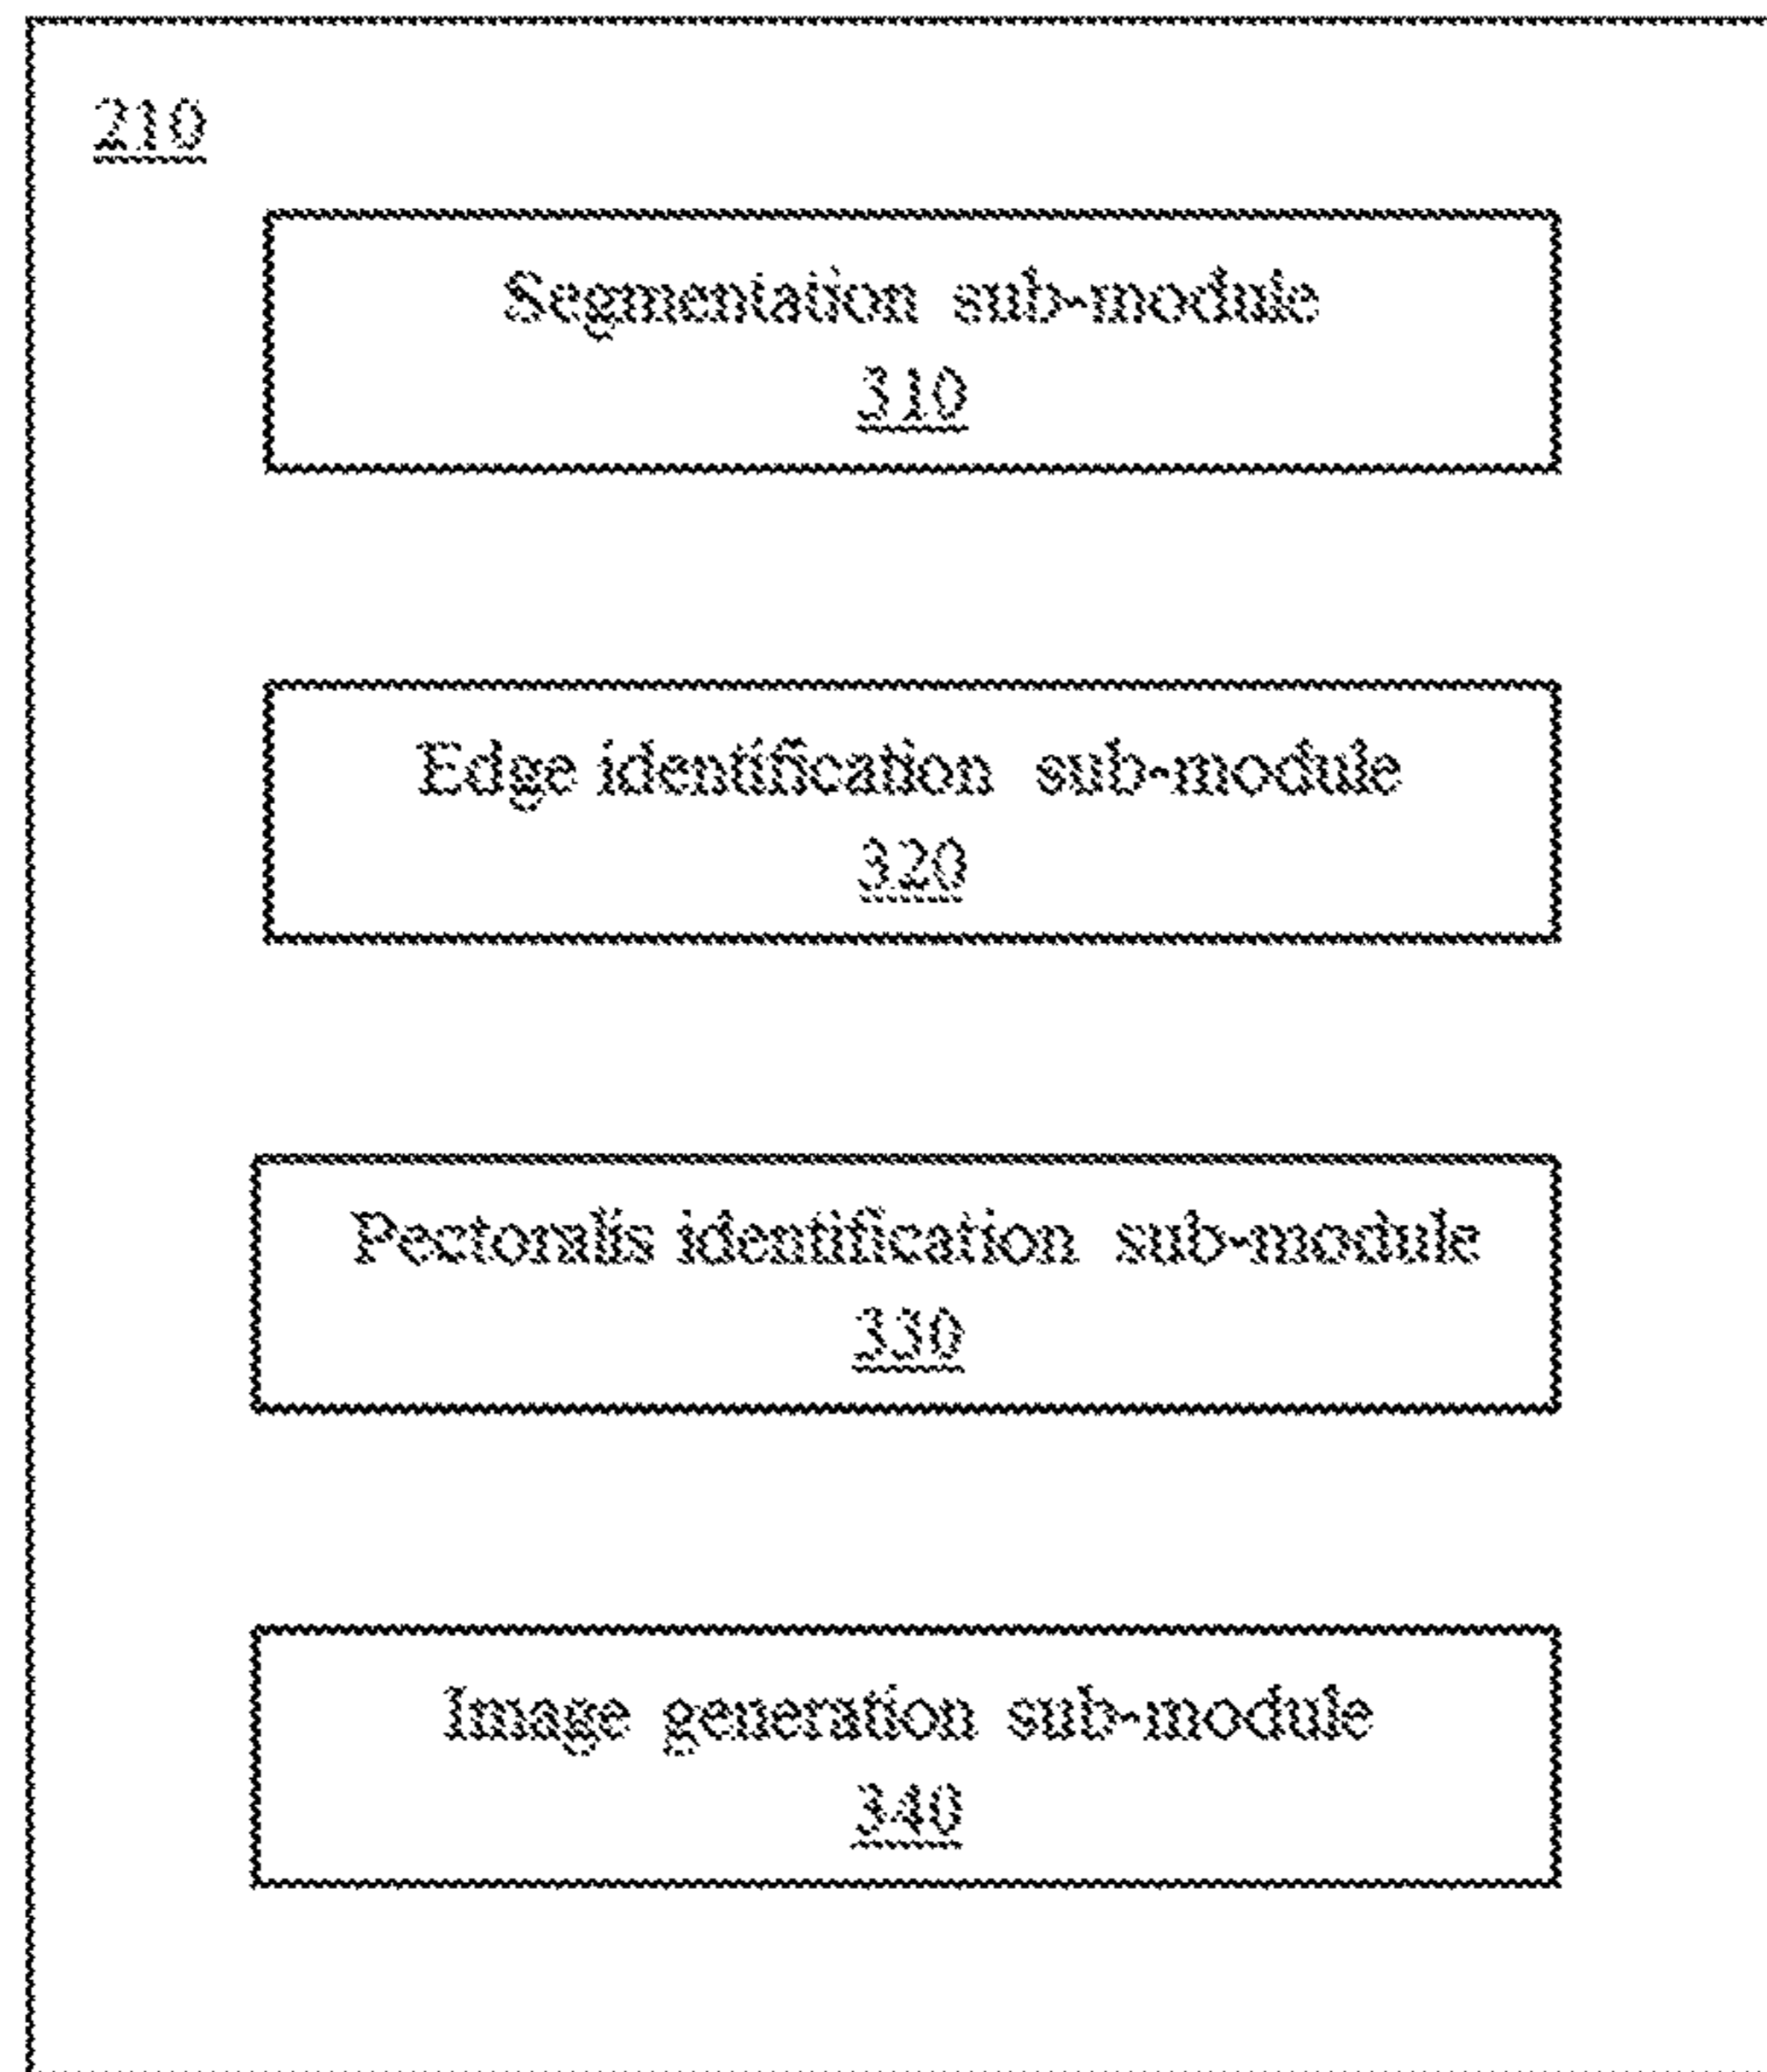 210
Segmentation sub-module
310
Edge identification sub-module
320
Pectoralis identification sub-module
330
Image generation sub-module
340